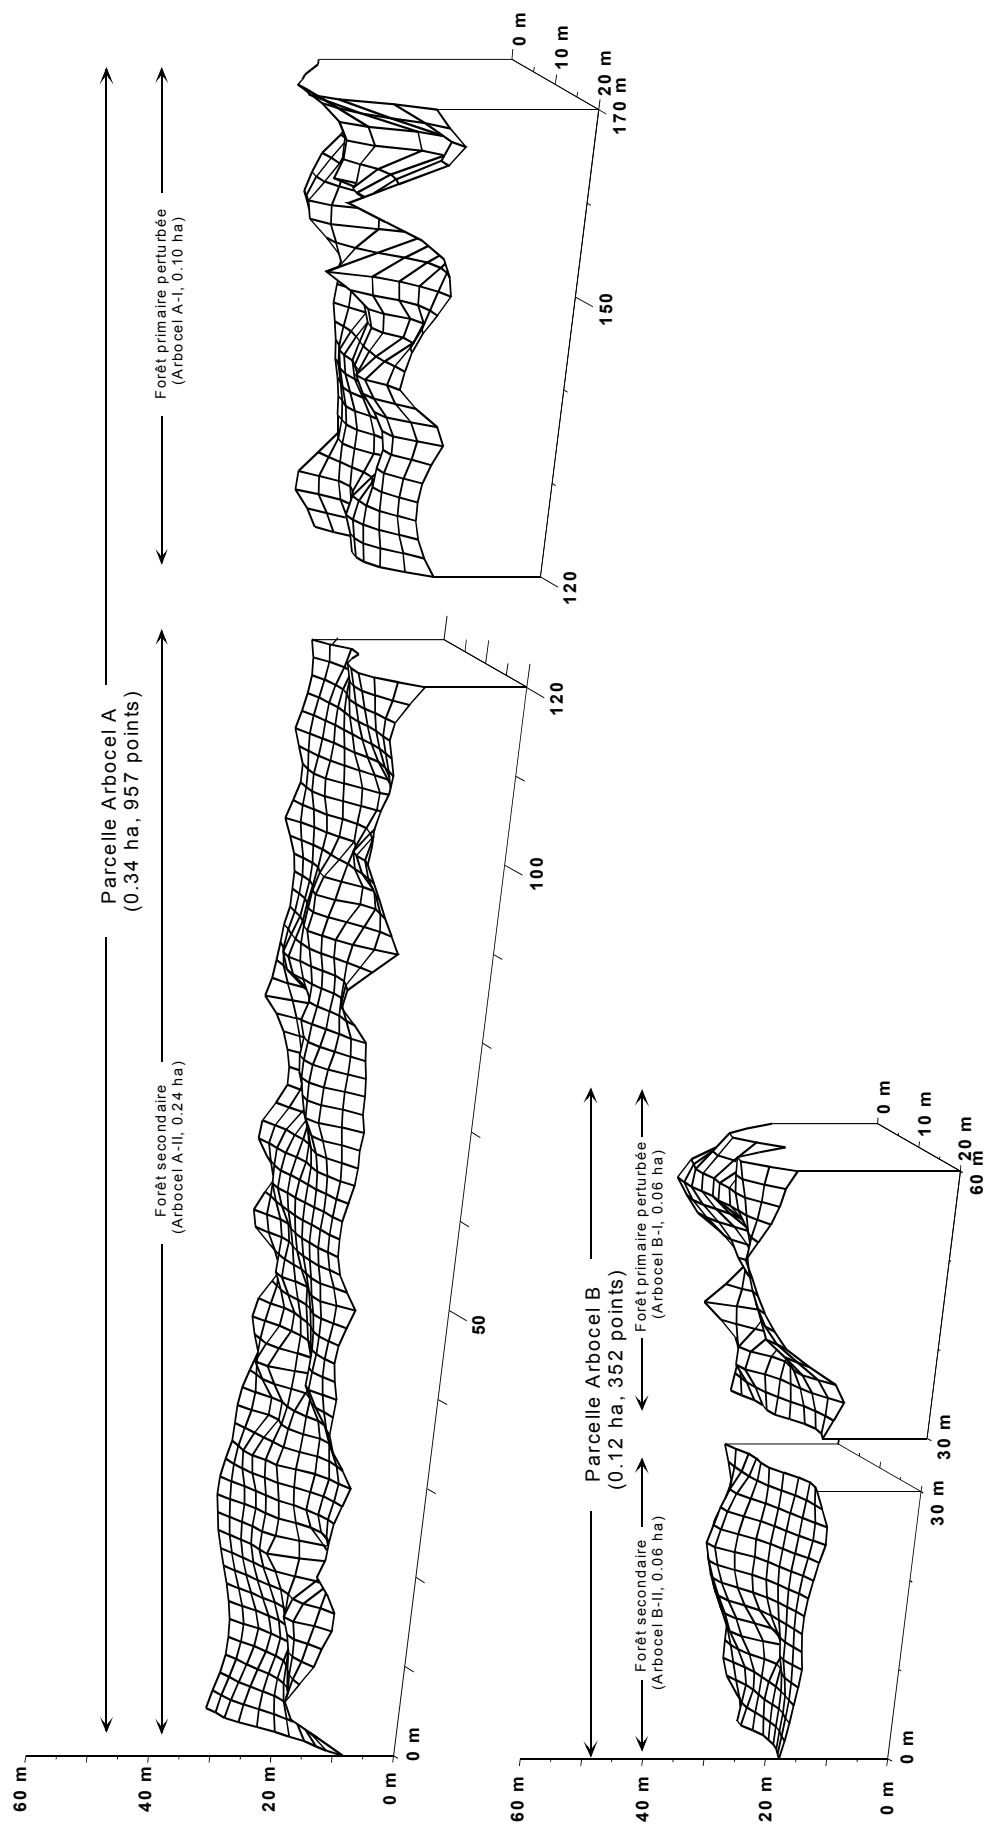 Parcelle Arbocel A
(0.34 ha, 957 points)
Forêt secondaire
(Arbocel A-II, 0.24 ha)
Forêt primaire perturbée
(Arbocel A-I, 0.10 ha)
60 m
40 m
20 m
0 m
0 m
50
100
120
120
150
170 m
20 m
10 m
0 m
Parcelle Arbocel B
(0.12 ha, 352 points)
Forêt secondaire
(Arbocel B-II, 0.06 ha)
Forêt primaire perturbée
(Arbocel B-I, 0.06 ha)
60 m
40 m
20 m
0 m
0 m
30 m
30 m
60 m
20 m
10 m
0 m